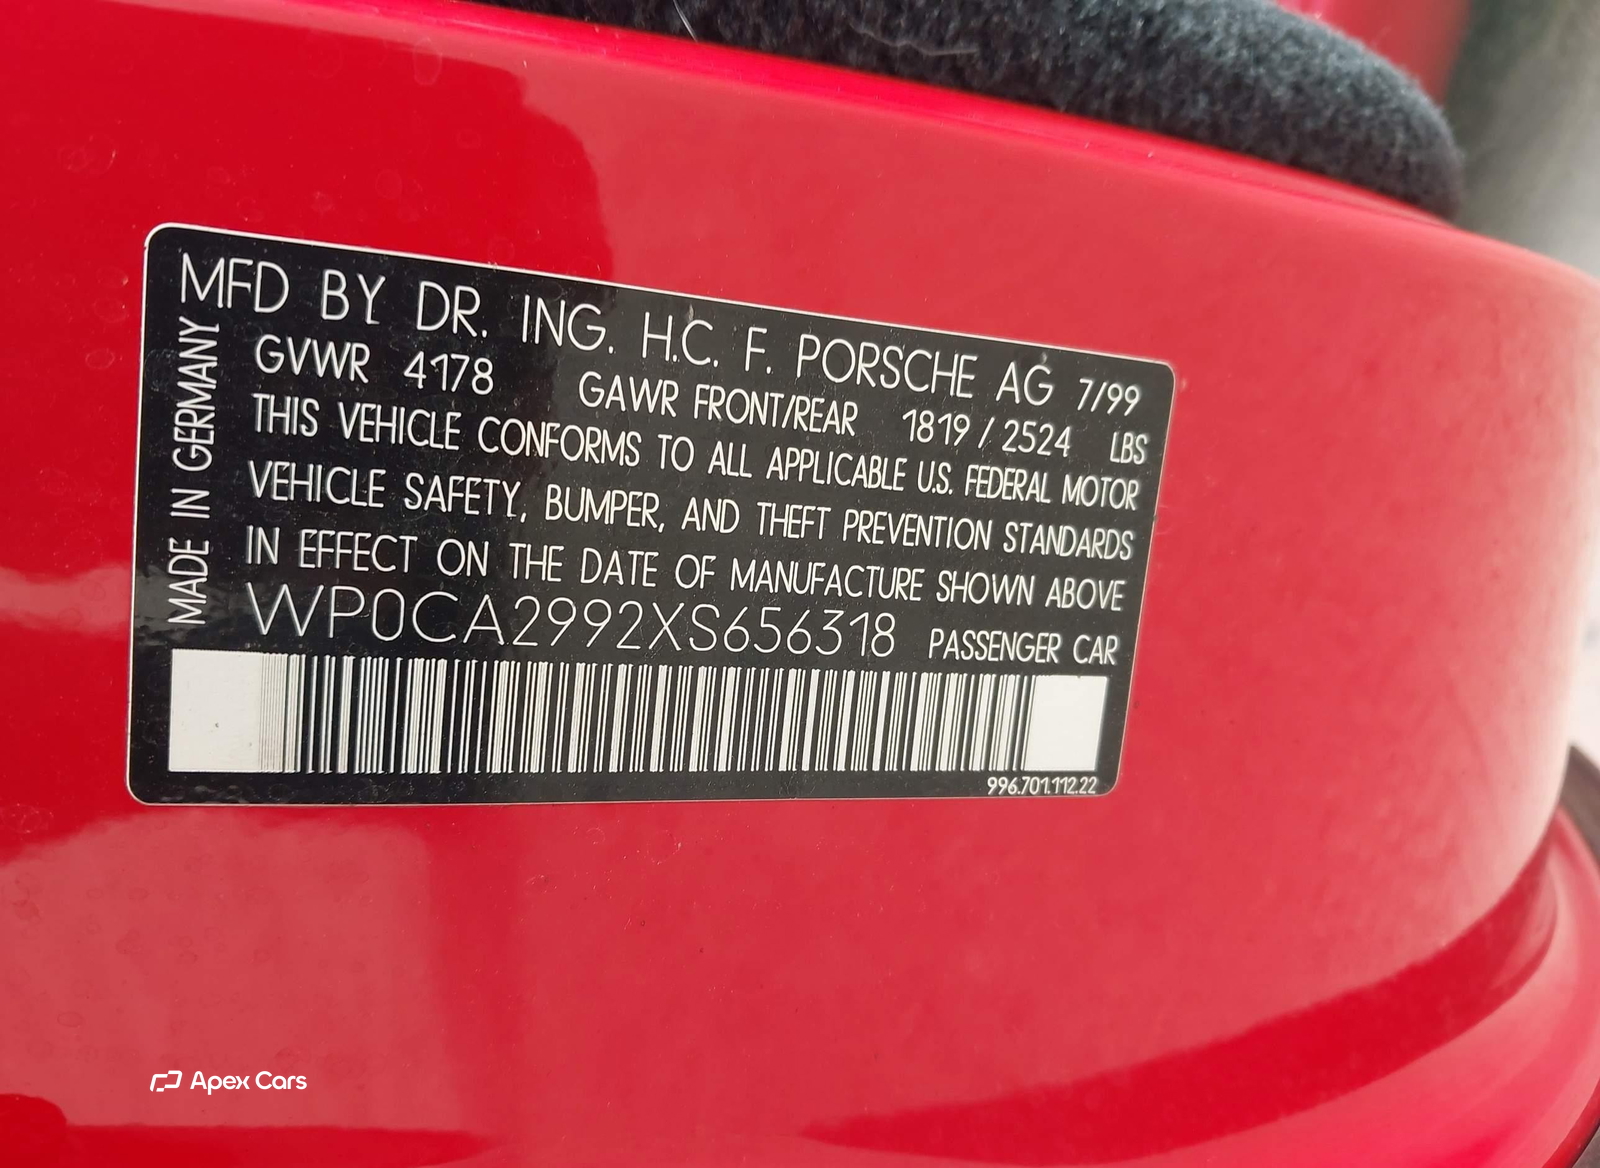 MFD BY DR. ING. H.C. F. PORSCHE AG 7/99
GVWR 4178 GAWR FRONT/REAR 1819 / 2524 LBS
THIS VEHICLE CONFORMS TO ALL APPLICABLE U.S. FEDERAL MOTOR
VEHICLE SAFETY, BUMPER, AND THEFT PREVENTION STANDARDS
IN EFFECT ON THE DATE OF MANUFACTURE SHOWN ABOVE
WP0CA2992XS656318 PASSENGER CAR
996.701.112.22
MADE IN GERMANY
Apex Cars